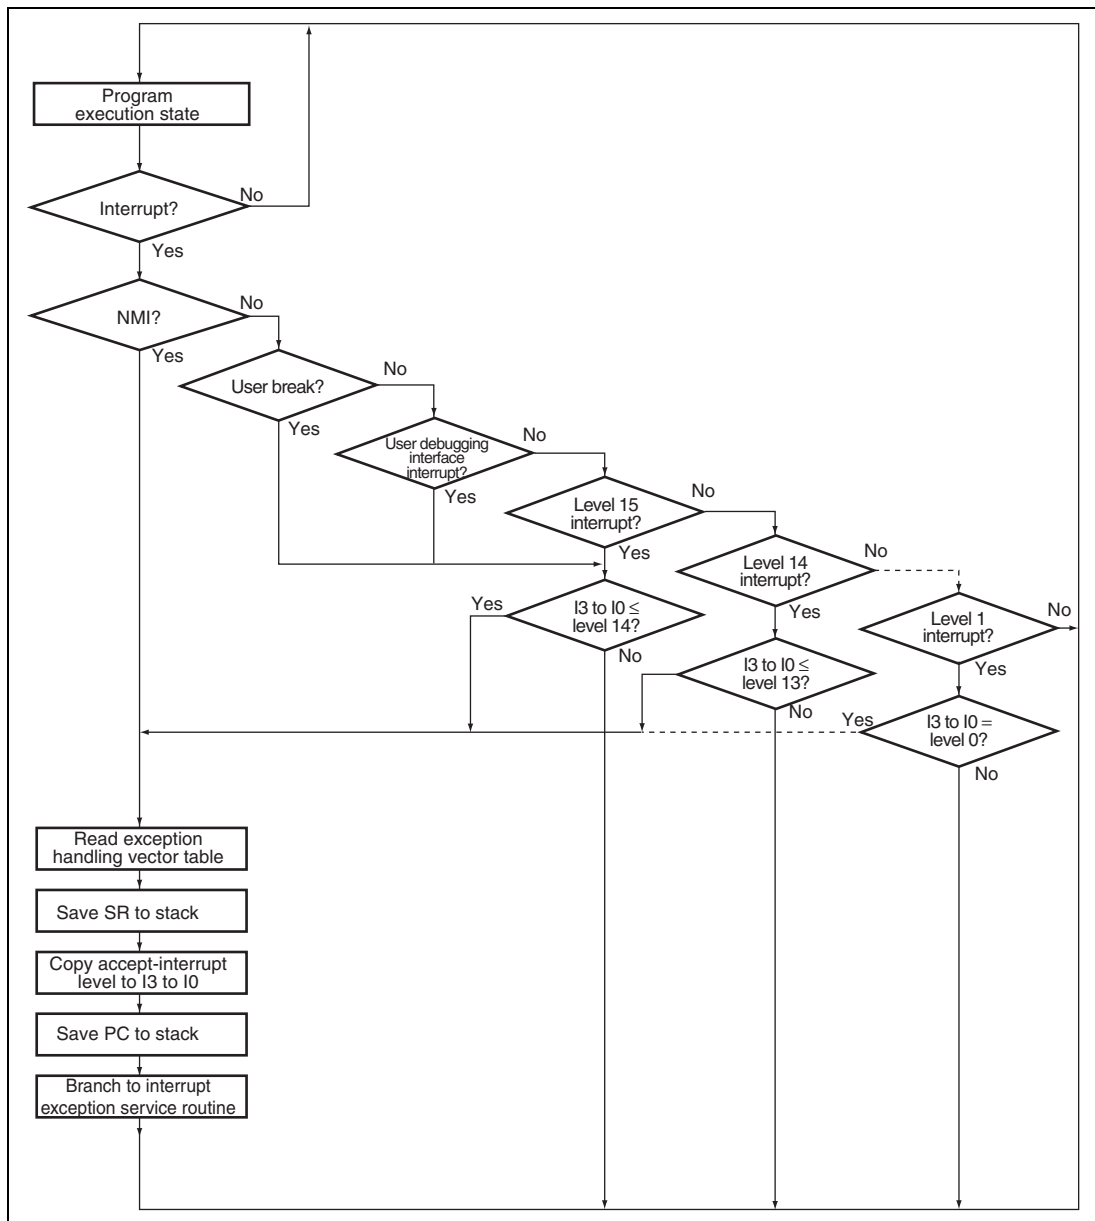 Program
execution state
No
Interrupt?
Yes
No
NMI?
Yes
No
User break?
Yes
No
User debugging
interface
interrupt?
Yes
No
Level 15
interrupt?
Yes
No
Level 14
interrupt?
Yes
No
Level 1
interrupt?
Yes
Yes
I3 to I0 ≤
level 14?
No
I3 to I0 ≤
level 13?
No
Yes
I3 to I0 =
level 0?
No
Read exception
handling vector table
Save SR to stack
Copy accept-interrupt
level to I3 to I0
Save PC to stack
Branch to interrupt
exception service routine
No